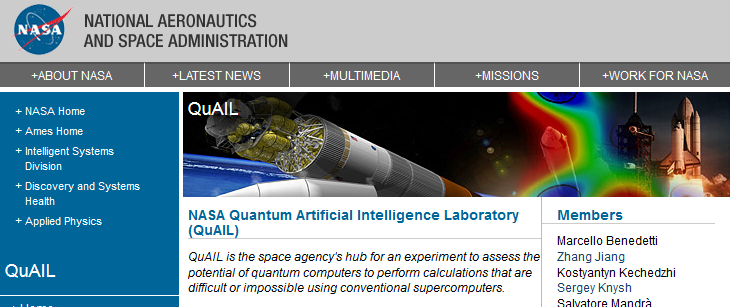 NASA
NATIONAL AERONAUTICS
AND SPACE ADMINISTRATION
+ABOUT NASA
+LATEST NEWS
+MULTIMEDIA
+MISSIONS
+WORK FOR NASA
+ NASA Home
+ Ames Home
+ Intelligent Systems
Division
+ Discovery and Systems
Health
+ Applied Physics
QuAIL
+ Home
QuAIL
NASA Quantum Artificial Intelligence Laboratory
(QuAIL)
QuAIL is the space agency's hub for an experiment to assess the
potential of quantum computers to perform calculations that are
difficult or impossible using conventional supercomputers.
Members
Marcello Benedetti
Zhang Jiang
Kostyantyn Kechedzhi
Sergey Knysh
Salvatore Mandrà